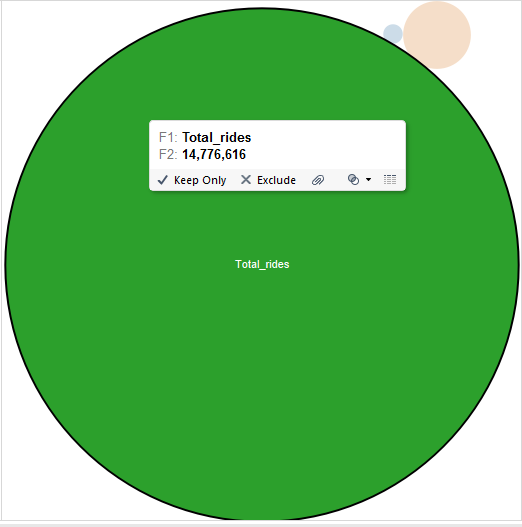 F1: Total_rides
F2: 14,776,616
Keep Only Exclude
Total_rides